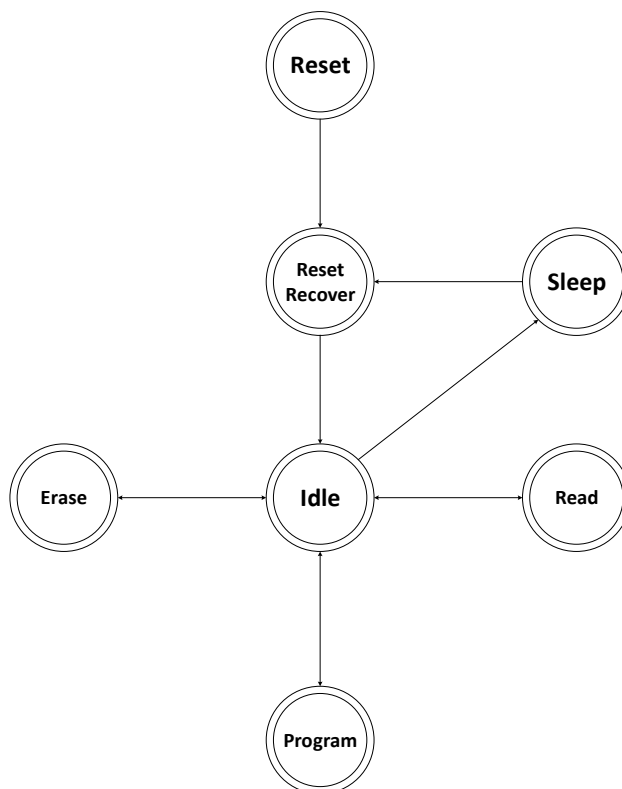 Reset
Reset
Recover
Sleep
Erase
Idle
Read
Program